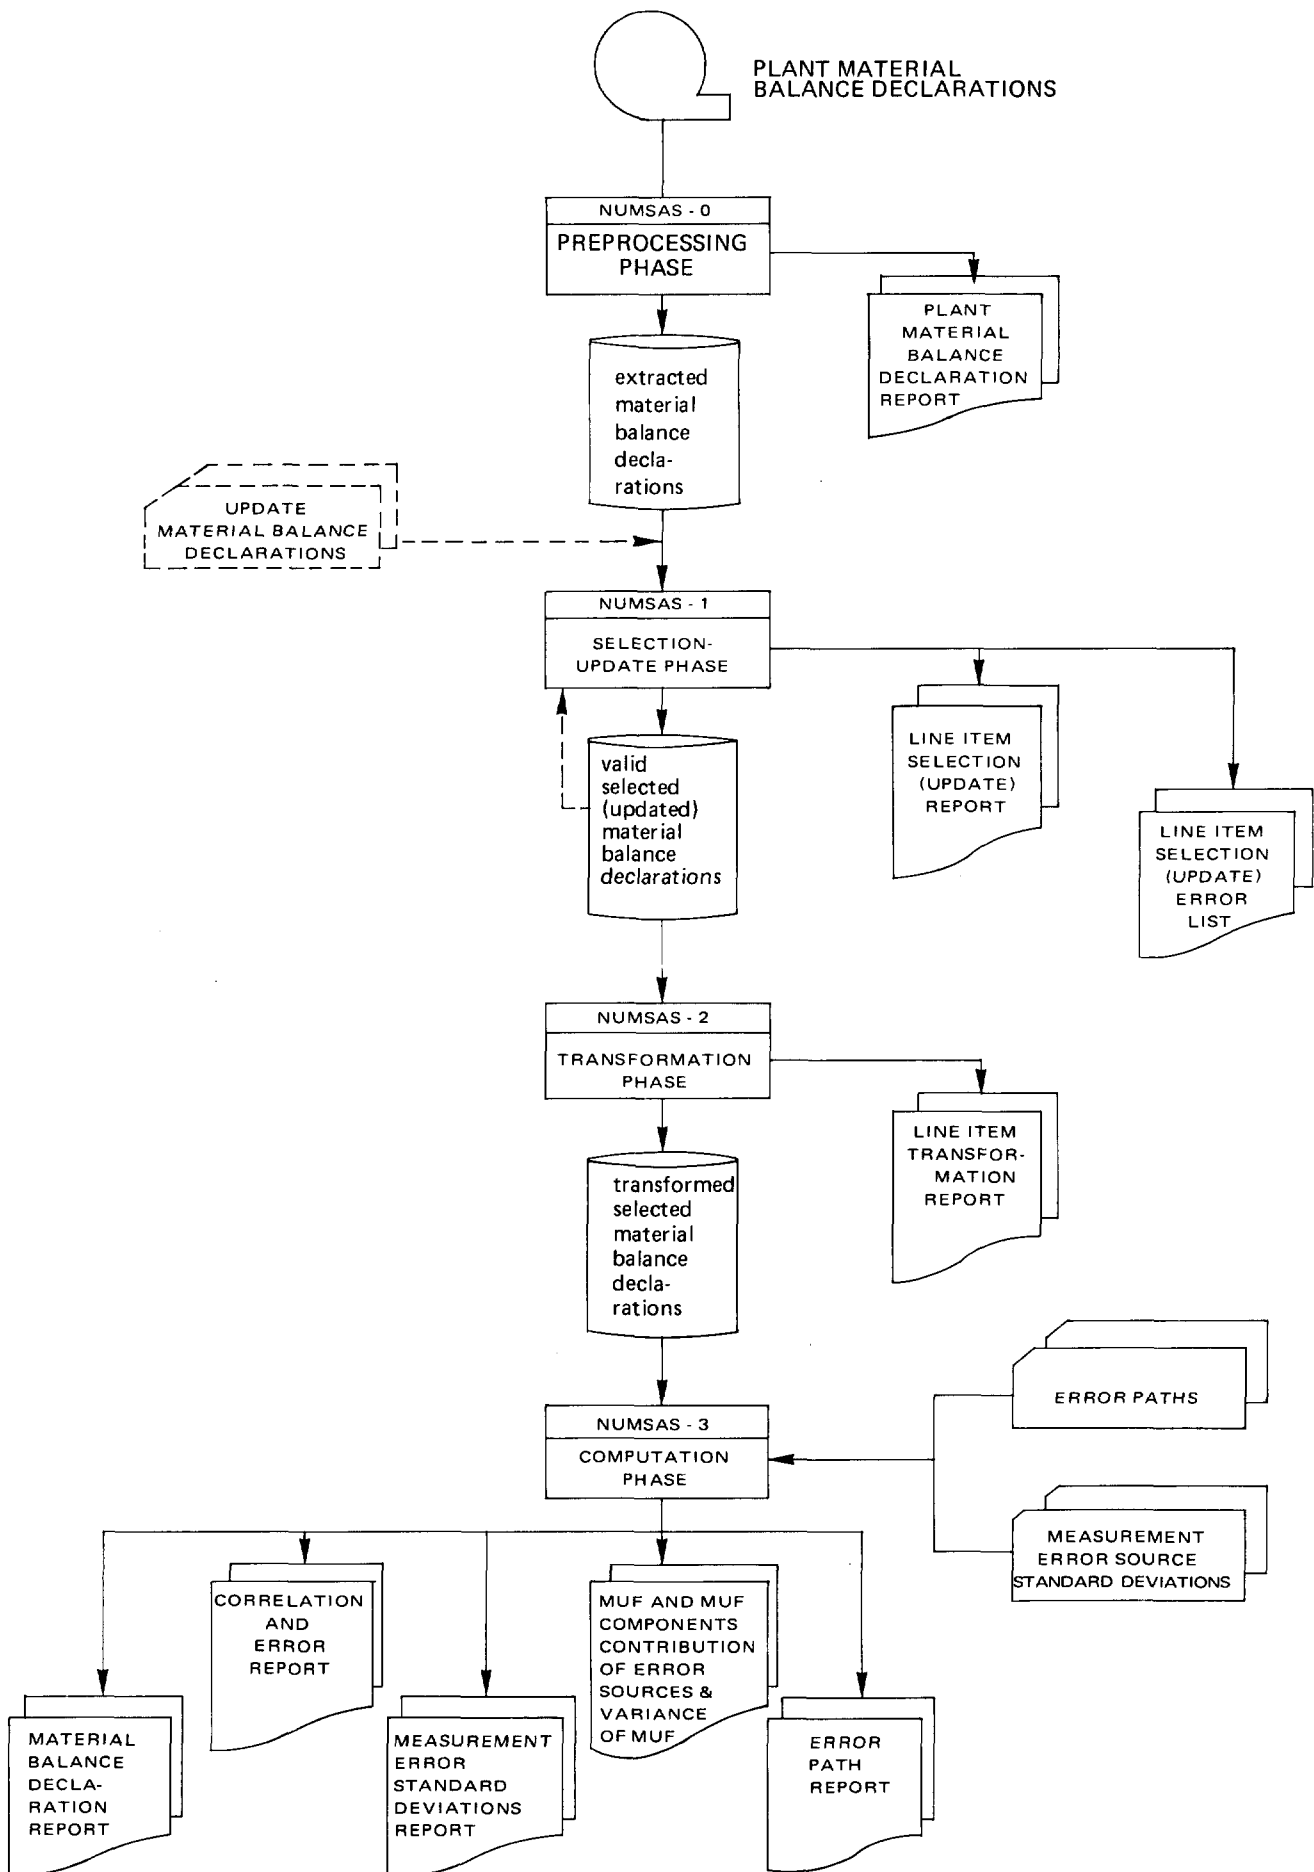 PLANT MATERIAL
BALANCE DECLARATIONS
NUMSAS - 0
PREPROCESSING
PHASE
PLANT
MATERIAL
BALANCE
DECLARATION
REPORT
extracted
material
balance
decla-
rations
UPDATE
MATERIAL BALANCE
DECLARATIONS
NUMSAS - 1
SELECTION-
UPDATE PHASE
LINE ITEM
SELECTION
(UPDATE)
REPORT
LINE ITEM
SELECTION
(UPDATE)
ERROR
LIST
valid
selected
(updated)
material
balance
declarations
NUMSAS - 2
TRANSFORMATION
PHASE
LINE ITEM
TRANSFOR-
MATION
REPORT
transformed
selected
material
balance
decla-
rations
ERROR PATHS
NUMSAS - 3
COMPUTATION
PHASE
MEASUREMENT
ERROR SOURCE
STANDARD DEVIATIONS
MATERIAL
BALANCE
DECLA-
RATION
REPORT
CORRELATION
AND
ERROR
REPORT
MEASUREMENT
ERROR
STANDARD
DEVIATIONS
REPORT
MUF AND MUF
COMPONENTS
CONTRIBUTION
OF ERROR
SOURCES &
VARIANCE
OF MUF
ERROR
PATH
REPORT